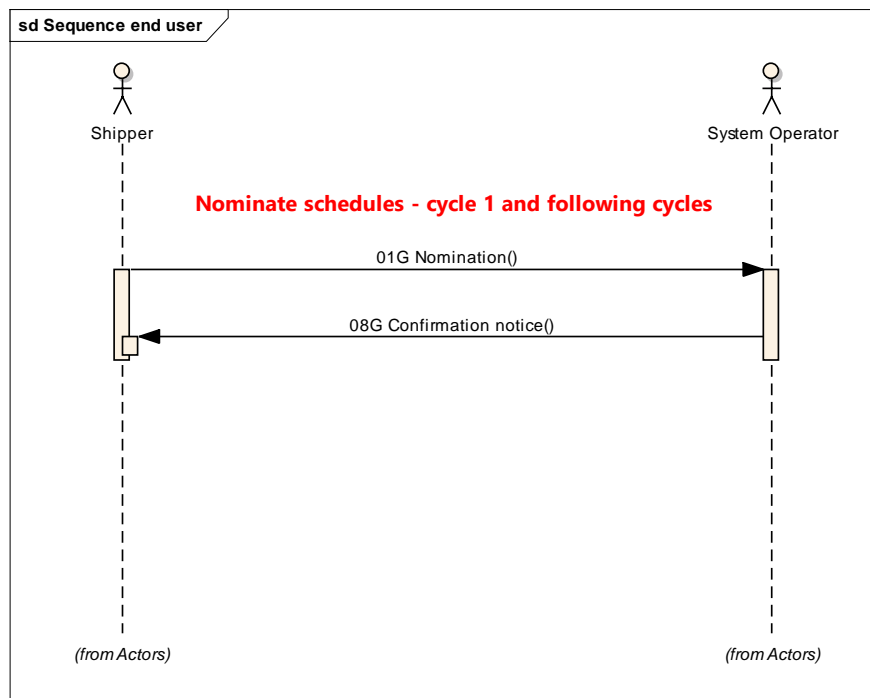 sd Sequence end user
Shipper
System Operator
Nominate schedules - cycle 1 and following cycles
01G Nomination()
08G Confirmation notice()
(from Actors)
(from Actors)